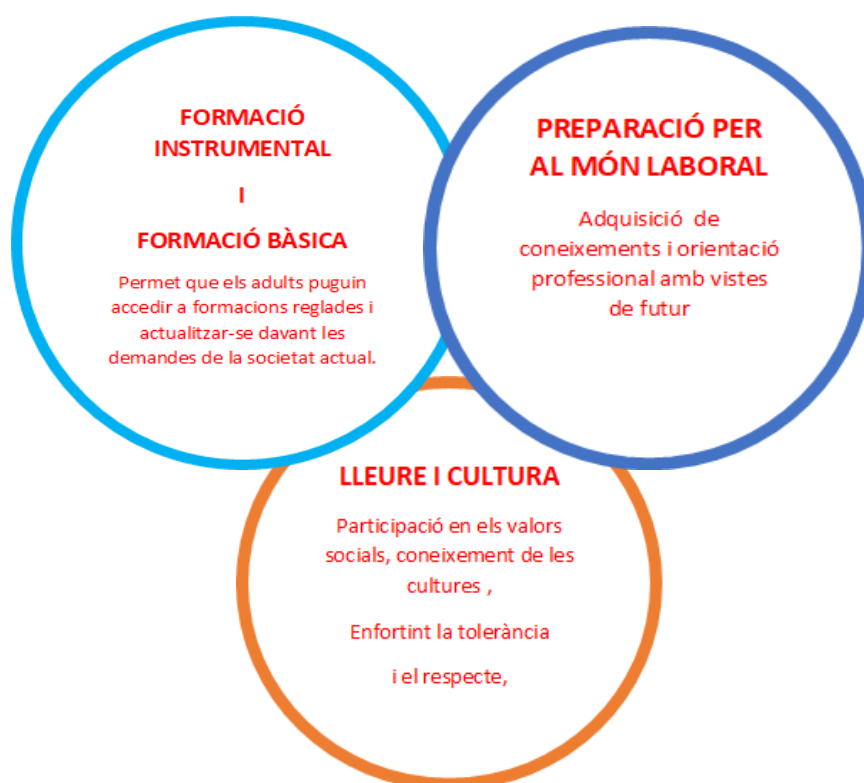 FORMACIÓ
INSTRUMENTAL
I
FORMACIÓ BÀSICA
Permet que els adults puguin
accedir a formacions reglades i
actualitzar-se davant les
demandes de la societat actual.
PREPARACIÓ PER
AL MÓN LABORAL
Adquisició de
coneixements i orientació
professional amb vistes
de futur
LLEURE I CULTURA
Participació en els valors
socials, coneixement de les
cultures ,
Enfortint la tolerància
i el respecte,